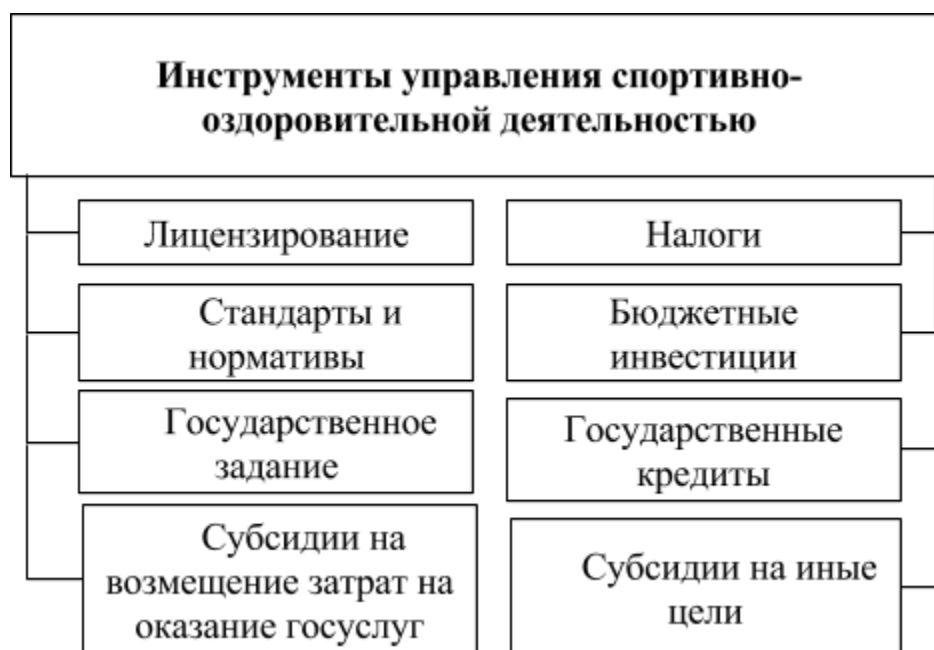 Инструменты управления спортивно-
оздоровительной деятельностью
Лицензирование
Налоги
Стандарты и
нормативы
Бюджетные
инвестиции
Государственное
задание
Государственные
кредиты
Субсидии на
возмещение затрат на
оказание госуслуг
Субсидии на иные
цели